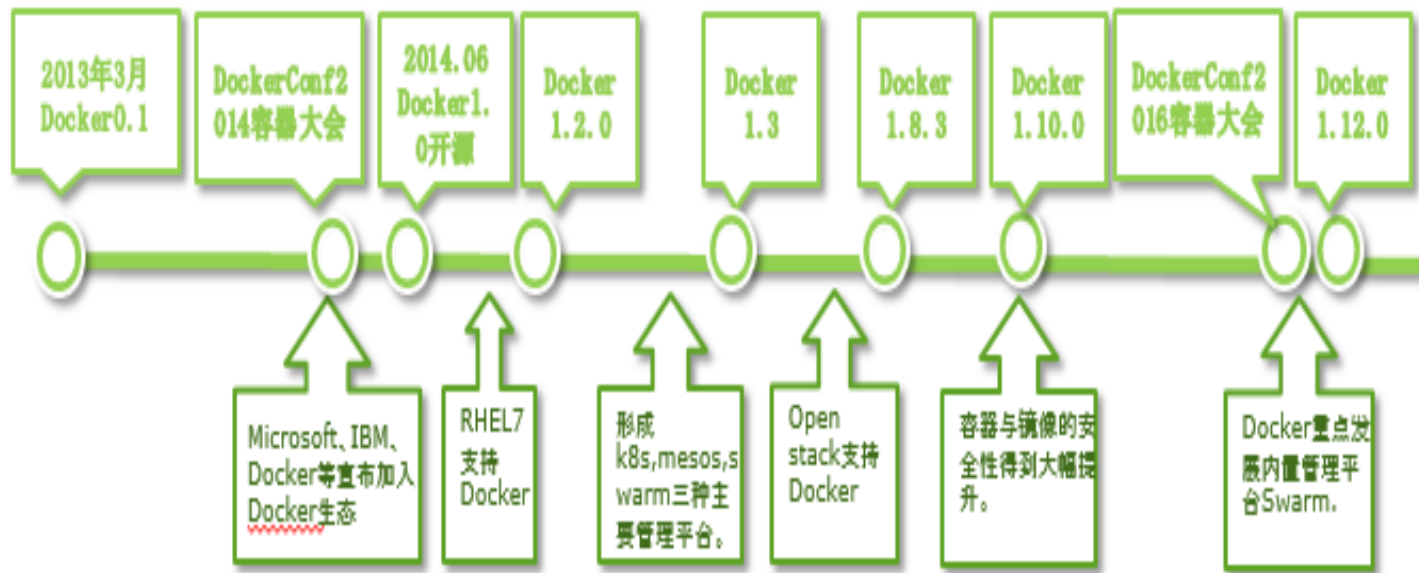 2013年3月
Docker0.1
DockerConf2
014容器大会
2014.06
Docker1.
0开源
Docker
1.2.0
Docker
1.3
Docker
1.8.3
Docker
1.10.0
DockerConf2
016容器大会
Docker
1.12.0
Microsoft、IBM、
Docker等宣布加入
Docker生态
RHEL7
支持
Docker
形成
k8s,mesos,s
warm三种主
要管理平台。
Open
stack支持
Docker
容器与镜像的安
全性得到大幅提
升。
Docker重点发
展内置管理平
台Swarm.